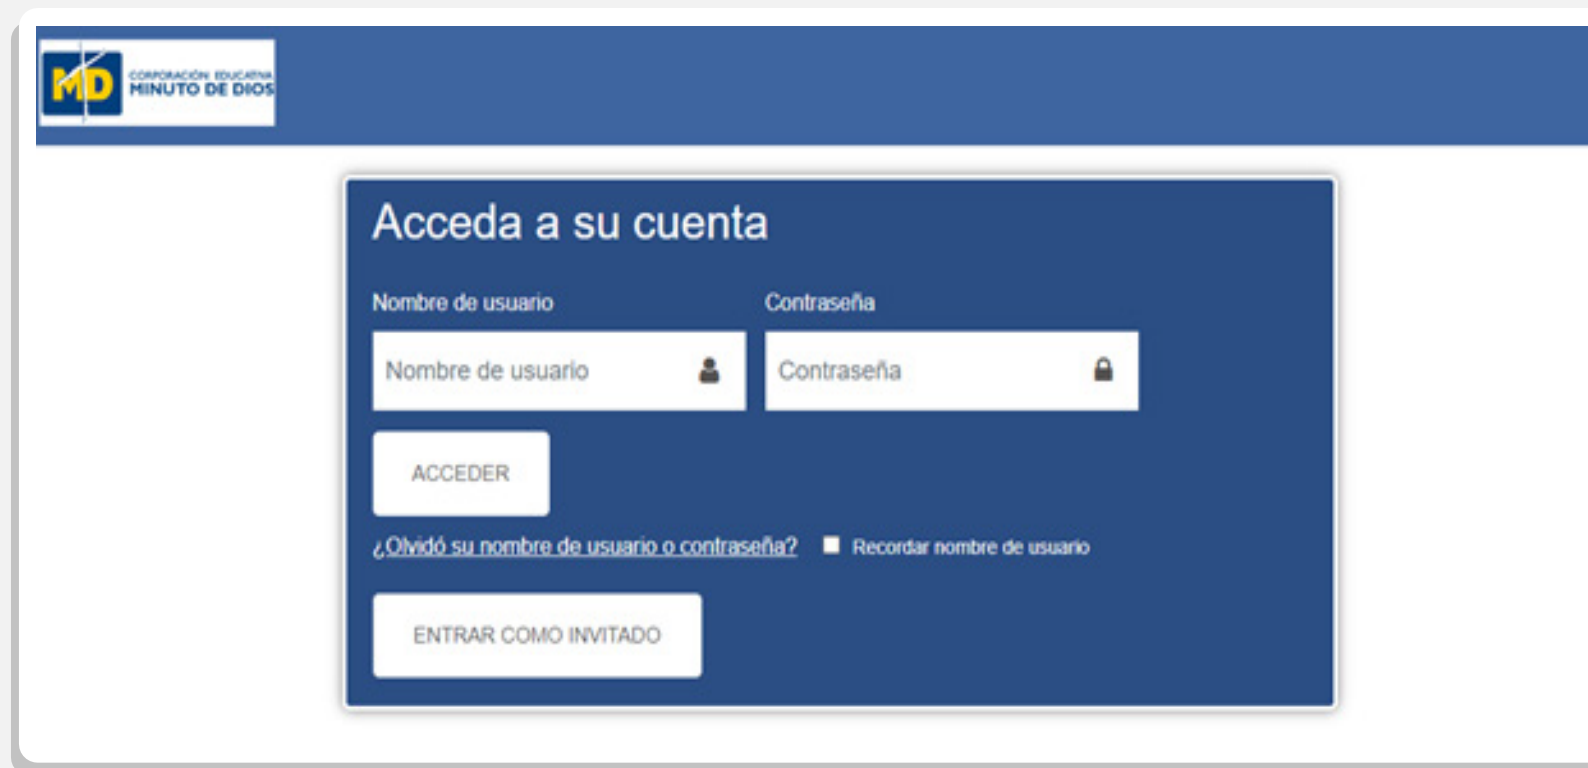 MD
CORPORACIÓN EDUCATIVA
MINUTO DE DIOS
Acceda a su cuenta
Nombre de usuario Contraseña
Nombre de usuario Contraseña
ACCEDER
¿Olvidó su nombre de usuario o contraseña? Recordar nombre de usuario
ENTRAR COMO INVITADO